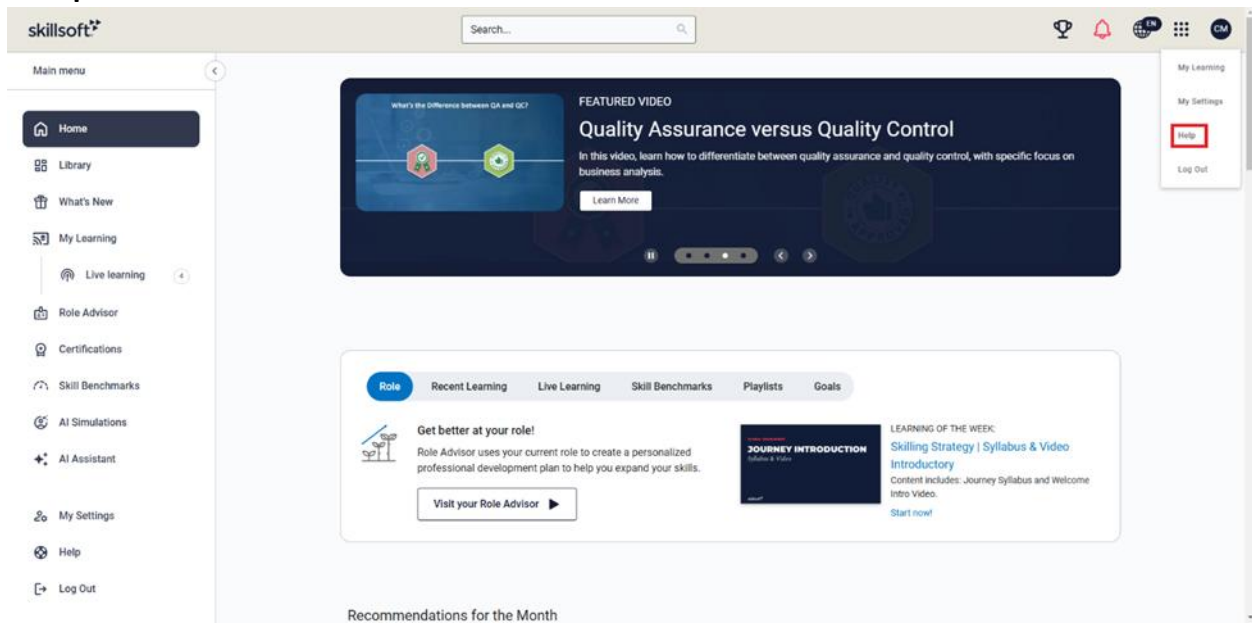 skillsoft
Search...
EN
CM
Main menu
Home
Library
What's New
My Learning
Live learning
4
Role Advisor
Certifications
Skill Benchmarks
AI Simulations
AI Assistant
My Settings
Help
Log Out
My Learning
My Settings
Help
Log Out
What's the Difference between QA and QC?
FEATURED VIDEO
Quality Assurance versus Quality Control
In this video, learn how to differentiate between quality assurance and quality control, with specific focus on
business analysis.
Learn More
Role
Recent Learning
Live Learning
Skill Benchmarks
Playlists
Goals
Get better at your role!
Role Advisor uses your current role to create a personalized
professional development plan to help you expand your skills.
Visit your Role Advisor
JOURNEY INTRODUCTION
Syllabus & Video
skillsoft
LEARNING OF THE WEEK:
Skilling Strategy | Syllabus & Video
Introductory
Content includes: Journey Syllabus and Welcome
Intro Video.
Start now!
Recommendations for the Month